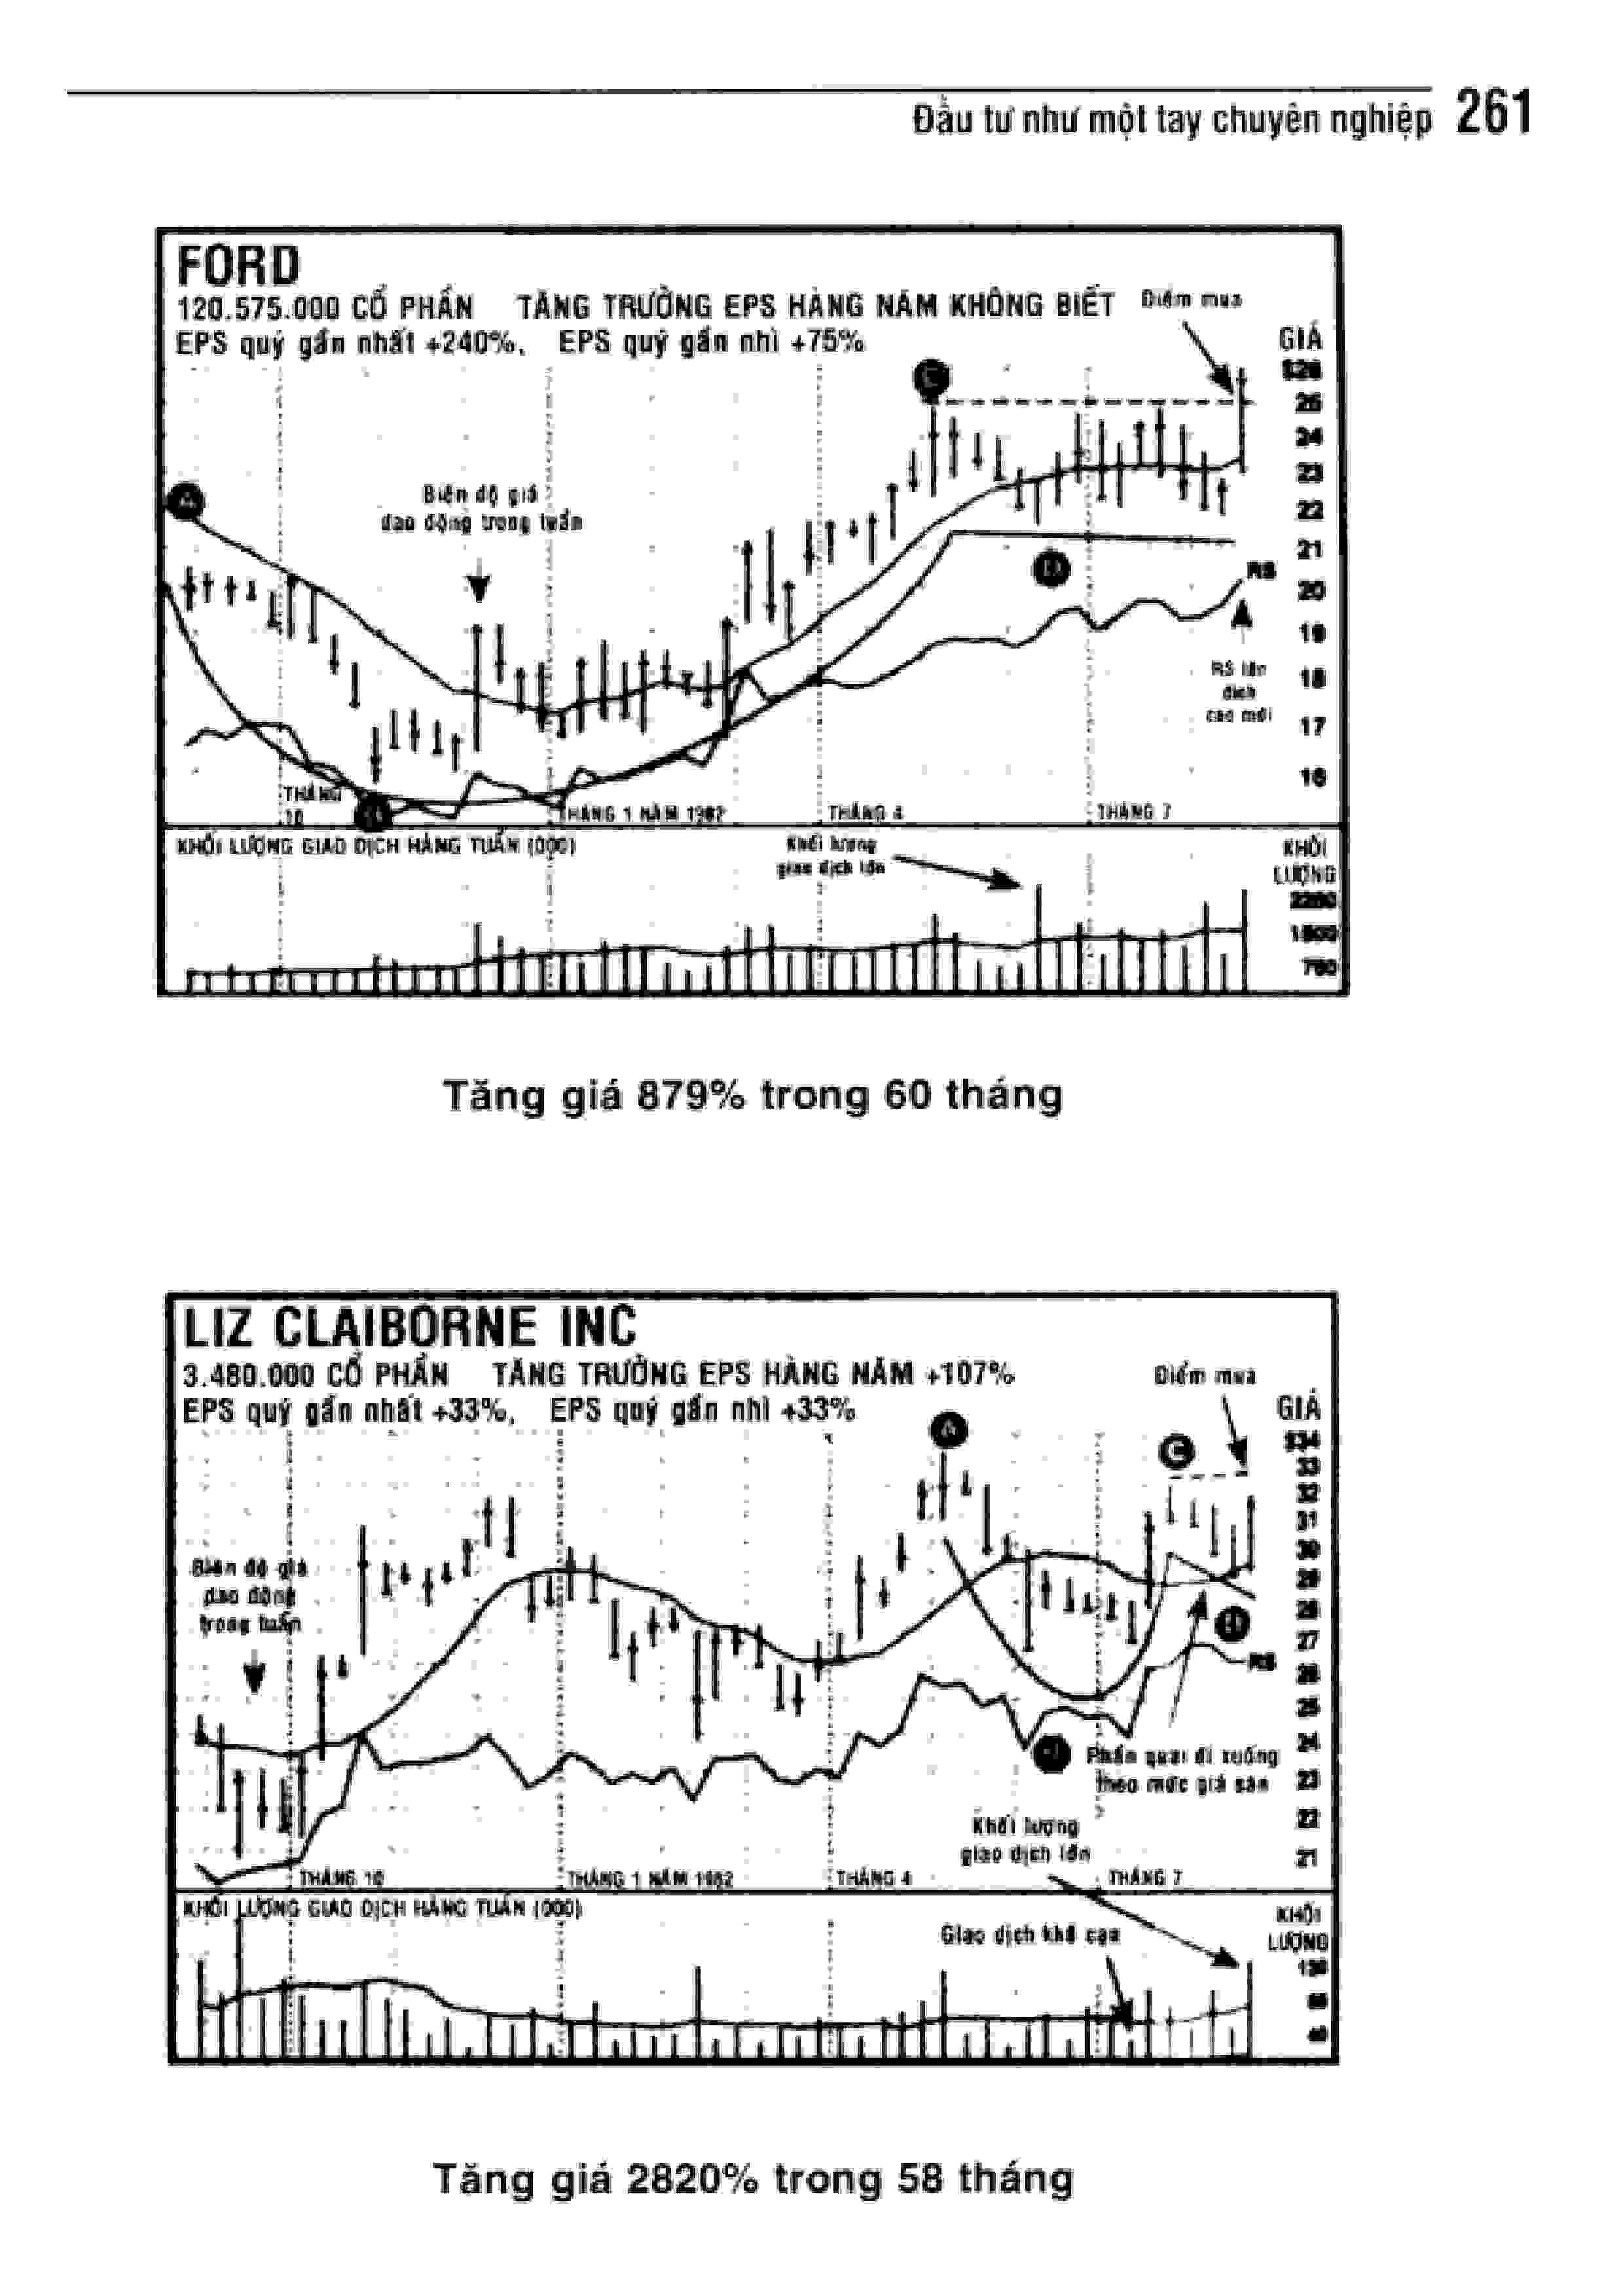 Đầu tư như một tay chuyên nghiệp 261
FORD
120.575.000 CỔ PHẦN TĂNG TRƯỞNG EPS HÀNG NĂM KHÔNG BIẾT
Điểm mua
EPS quý gần nhất +240%, EPS quý gần nhì +75%
GIÁ
$26
25
24
23
22
21
20
19
18
17
16
A
Biên độ giá
dao động trong tuần
C
D
RS
RS lên
đỉnh
cao mới
THÁNG
10
THÁNG 1 NĂM 1982
THÁNG 4
THÁNG 7
KHỐI LƯỢNG GIAO DỊCH HÀNG TUẦN (000)
Khối lượng
giao dịch lớn
KHỐI
LƯỢNG
1500
750
Tăng giá 879% trong 60 tháng
LIZ CLAIBORNE INC
3.480.000 CỔ PHẦN TĂNG TRƯỞNG EPS HÀNG NĂM +107%
Điểm mua
EPS quý gần nhất +33%, EPS quý gần nhì +33%
GIÁ
$34
33
32
31
30
29
28
27
26
25
24
23
22
21
A
C
Biên độ giá
dao động
trong tuần
RS
Phần quai đi xuống
theo mức giá sàn
Khối lượng
giao dịch lớn
THÁNG 10
THÁNG 1 NĂM 1982
THÁNG 4
THÁNG 7
KHỐI LƯỢNG GIAO DỊCH HÀNG TUẦN (000)
Giao dịch khô cạn
KHỐI
LƯỢNG
40
Tăng giá 2820% trong 58 tháng